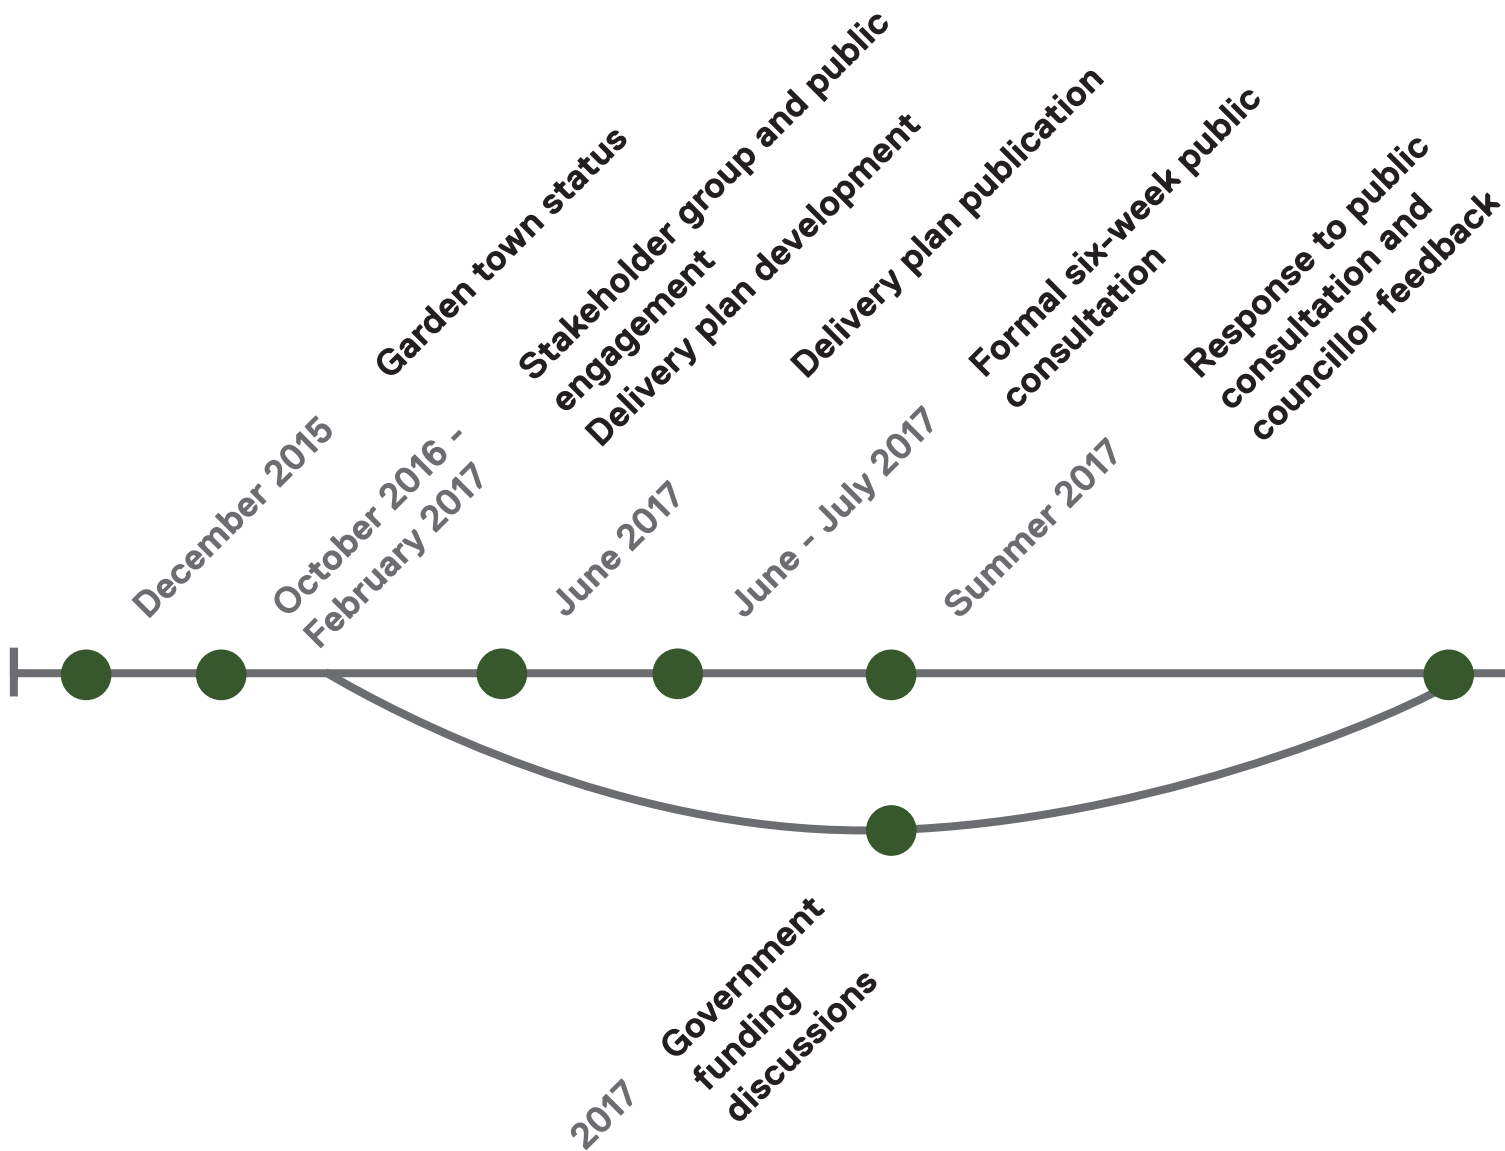 December 2015
Garden town status
October 2016 -
February 2017
Stakeholder group and public
engagement
Delivery plan development
June 2017
Delivery plan publication
June - July 2017
Formal six-week public
consultation
Summer 2017
Response to public
consultation and
councillor feedback
2017
Government
funding
discussions